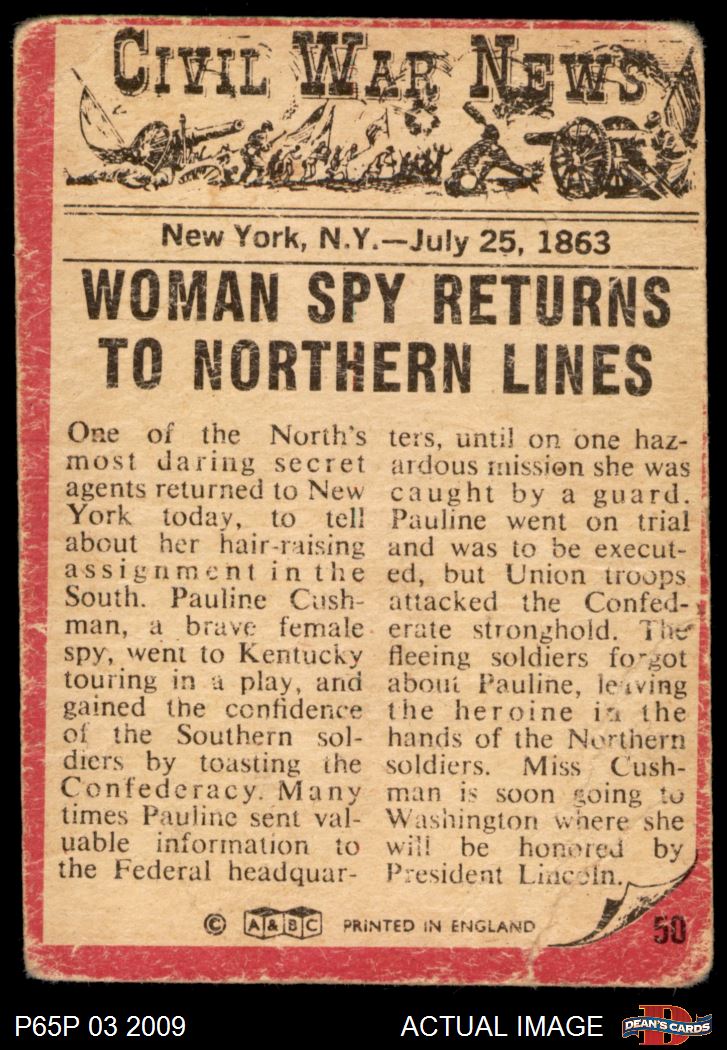 CIVIL WAR NEWS
New York, N.Y.—July 25, 1863
WOMAN SPY RETURNS
TO NORTHERN LINES
One of the North's
most daring secret
agents returned to New
York today, to tell
about her hair-raising
assignment in the
South. Pauline Cush-
man, a brave female
spy, went to Kentucky
touring in a play, and
gained the confidence
of the Southern sol-
diers by toasting the
Confederacy. Many
times Pauline sent val-
uable information to
the Federal headquar-
ters, until on one haz-
ardous mission she was
caught by a guard.
Pauline went on trial
and was to be execut-
ed, but Union troops
attacked the Confed-
erate stronghold. The
fleeing soldiers forgot
about Pauline, leaving
the heroine in the
hands of the Northern
soldiers. Miss Cush-
man is soon going to
Washington where she
will be honored by
President Lincoln.
© A&BC PRINTED IN ENGLAND
50
P65P 03 2009 ACTUAL IMAGE
D
DEAN'S CARDS